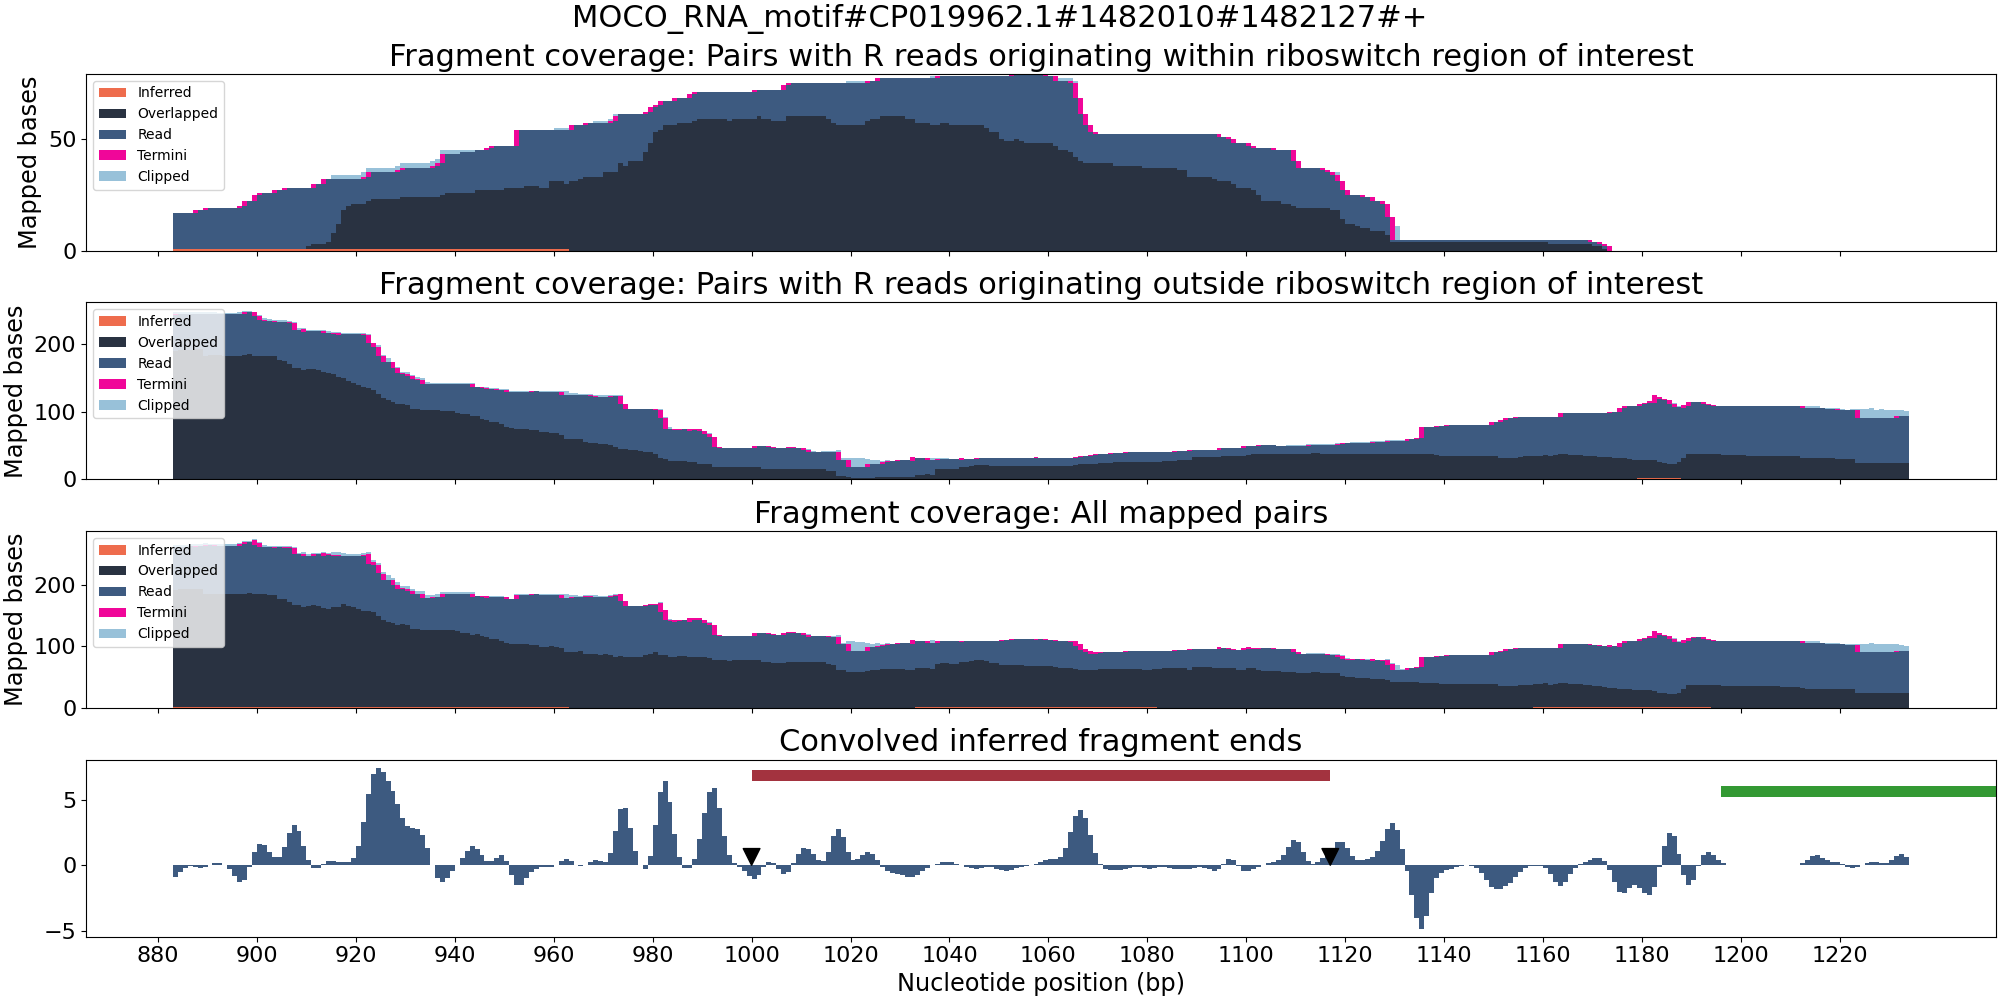 MOCO_RNA_motif#CP019962.1#1482010#1482127#+
Fragment coverage: Pairs with R reads originating within riboswitch region of interest
Mapped bases
50
0
Inferred
Overlapped
Read
Termini
Clipped
Fragment coverage: Pairs with R reads originating outside riboswitch region of interest
Mapped bases
200
100
0
Inferred
Overlapped
Read
Termini
Clipped
Fragment coverage: All mapped pairs
Mapped bases
200
100
0
Inferred
Overlapped
Read
Termini
Clipped
Convolved inferred fragment ends
5
0
−5
880 900 920 940 960 980 1000 1020 1040 1060 1080 1100 1120 1140 1160 1180 1200 1220
Nucleotide position (bp)